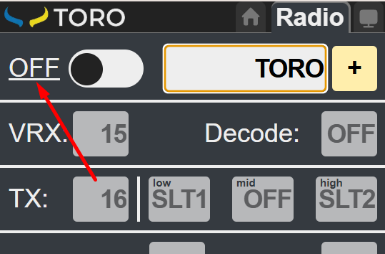 TORO Radio
OFF TORO +
VRX: 15 Decode: OFF
TX: 16 low SLT1 mid OFF high SLT2